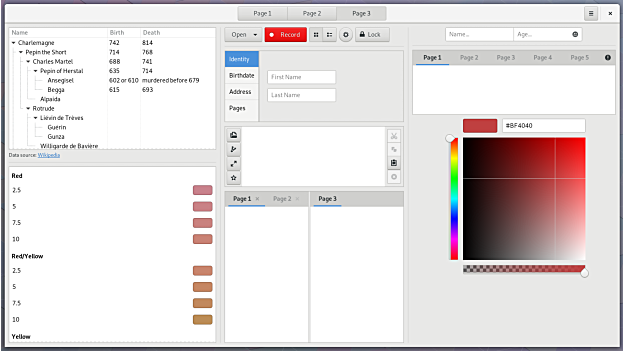 Page 1 Page 2 Page 3
Name Birth Death
Charlemagne 742 814
Pepin the Short 714 768
Charles Martel 688 741
Pepin of Herstal 635 714
Ansegisel 602 or 610 murdered before 679
Begga 615 693
Alpaida
Rotrude
Liévin de Trèves
Guerin
Gunza
Willigarde de Bavière
Data source: Wikipedia
Red
2.5
5
7.5
10
Red/Yellow
2.5
5
7.5
10
Yellow
Open Record Lock
Identity
Birthdate
Address
Pages
First Name
Last Name
Page 1 × Page 2 × Page 3
Name... Age...
Page 1 Page 2 Page 3 Page 4 Page 5
#BF4040